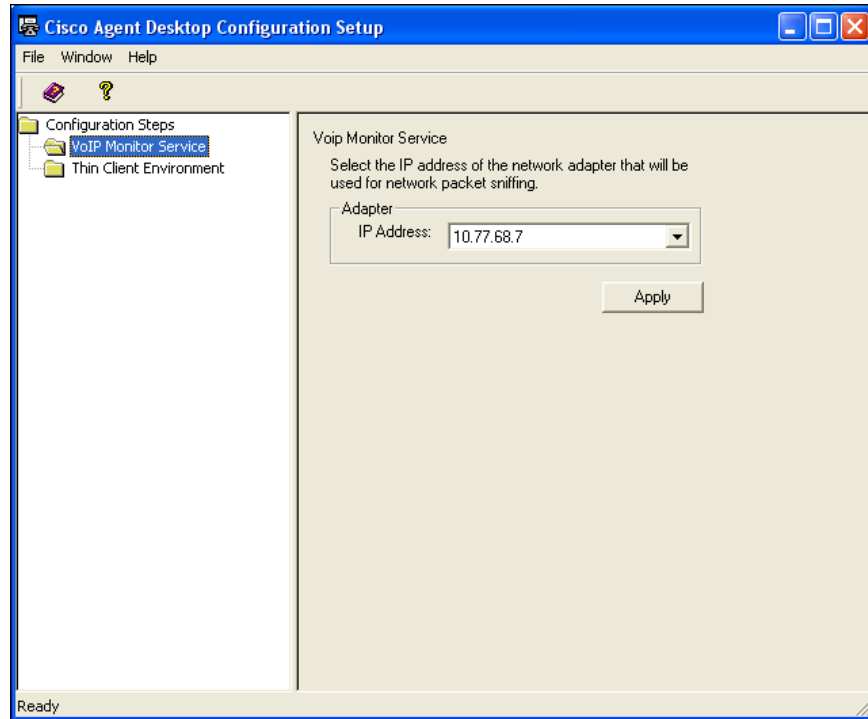 Cisco Agent Desktop Configuration Setup
File Window Help
Configuration Steps
VoIP Monitor Service
Thin Client Environment
Voip Monitor Service
Select the IP address of the network adapter that will be
used for network packet sniffing.
Adapter
IP Address: 10.77.68.7
Apply
Ready